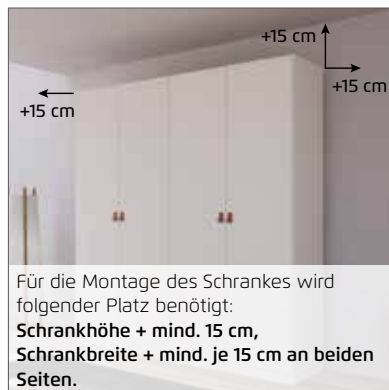 +15 cm
+15 cm
+15 cm
Für die Montage des Schrankes wird
folgender Platz benötigt:
Schrankhöhe + mind. 15 cm,
Schrankbreite + mind. je 15 cm an beiden
Seiten.